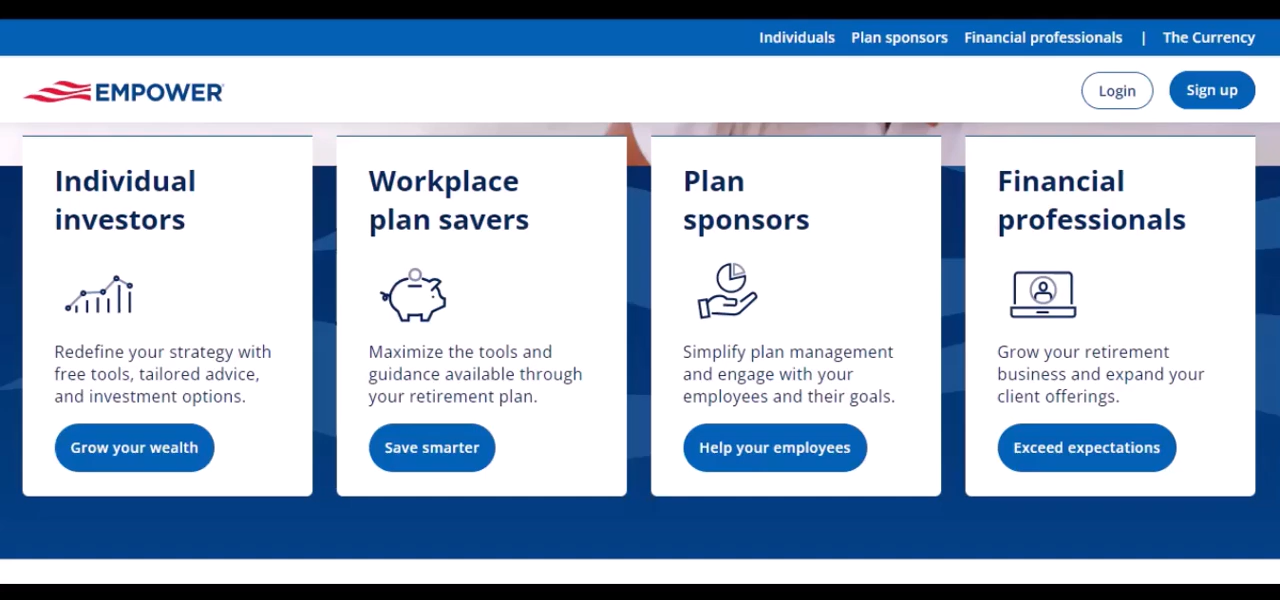 Individuals Plan sponsors Financial professionals | The Currency
EMPOWER
Login
Sign up
Individual
investors
Redefine your strategy with
free tools, tailored advice,
and investment options.
Grow your wealth
Workplace
plan savers
Maximize the tools and
guidance available through
your retirement plan.
Save smarter
Plan
sponsors
Simplify plan management
and engage with your
employees and their goals.
Help your employees
Financial
professionals
Grow your retirement
business and expand your
client offerings.
Exceed expectations